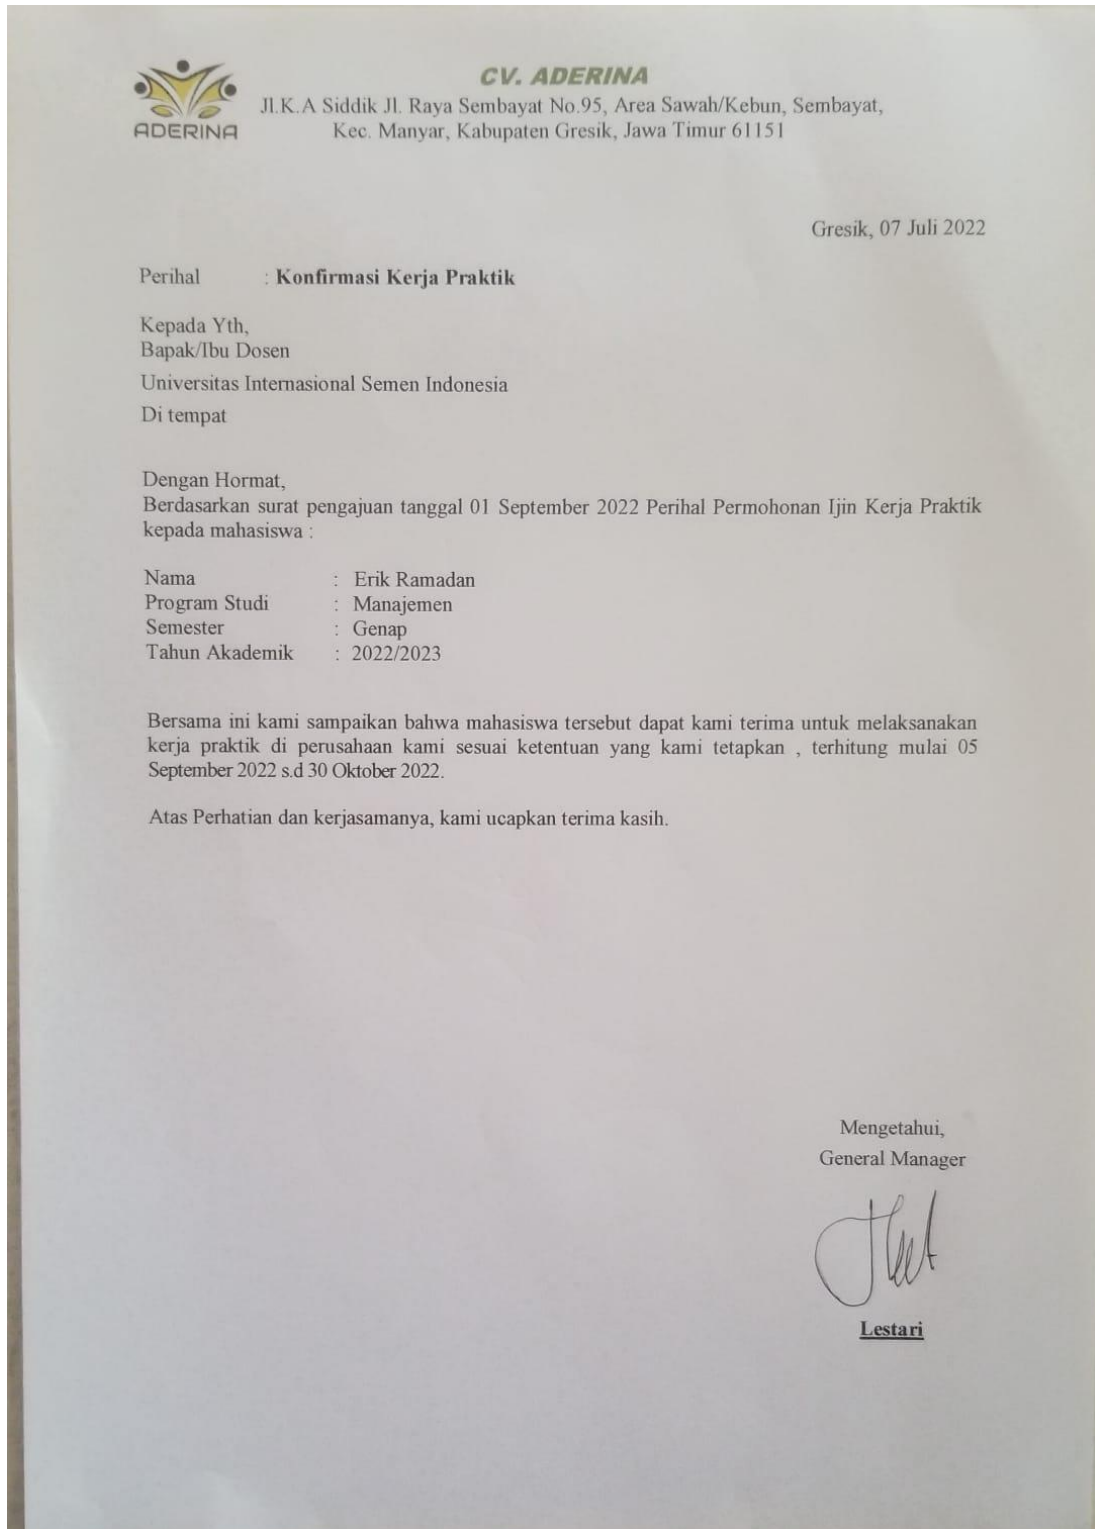 CV. ADERINA
Jl.K.A Siddik Jl. Raya Sembayat No.95, Area Sawah/Kebun, Sembayat,
Kec. Manyar, Kabupaten Gresik, Jawa Timur 61151
ADERINA
Gresik, 07 Juli 2022
Perihal : Konfirmasi Kerja Praktik
Kepada Yth,
Bapak/Ibu Dosen
Universitas Internasional Semen Indonesia
Di tempat
Dengan Hormat,
Berdasarkan surat pengajuan tanggal 01 September 2022 Perihal Permohonan Ijin Kerja Praktik
kepada mahasiswa :
Nama : Erik Ramadan
Program Studi : Manajemen
Semester : Genap
Tahun Akademik : 2022/2023
Bersama ini kami sampaikan bahwa mahasiswa tersebut dapat kami terima untuk melaksanakan
kerja praktik di perusahaan kami sesuai ketentuan yang kami tetapkan , terhitung mulai 05
September 2022 s.d 30 Oktober 2022.
Atas Perhatian dan kerjasamanya, kami ucapkan terima kasih.
Mengetahui,
General Manager
Lestari